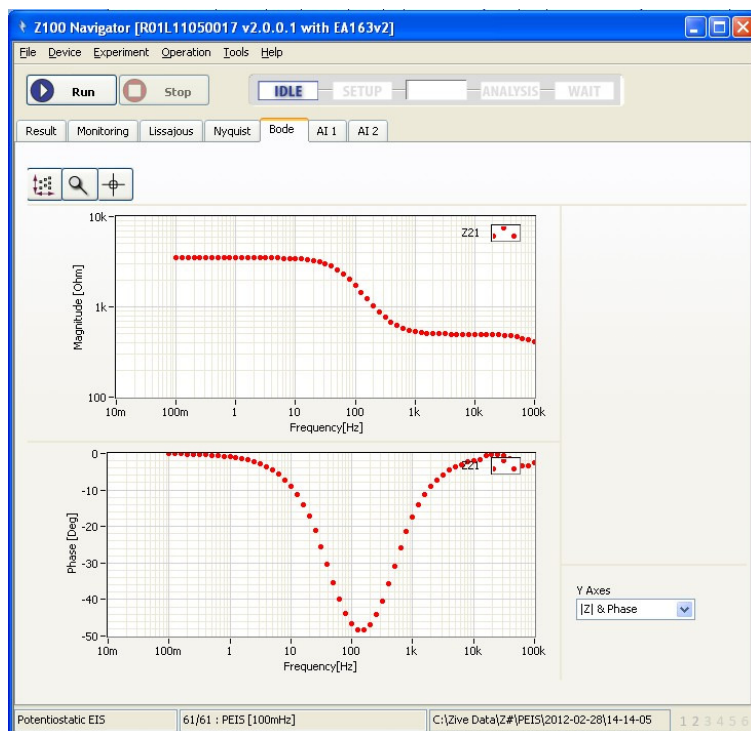 Z100 Navigator [R01L11050017 v2.0.0.1 with EA163v2]
File Device Experiment Operation Tools Help
Run Stop IDLE SETUP ANALYSIS WAIT
Result Monitoring Lissajous Nyquist Bode AI 1 AI 2
10k
Z21
Magnitude [Ohm]
1k
100
10m 100m 1 10 100 1k 10k 100k
Frequency[Hz]
0
Z21
-10
-20
Phase [Deg]
-30
-40
-50
10m 100m 1 10 100 1k 10k 100k
Frequency[Hz]
Y Axes
|Z| & Phase
Potentiostatic EIS 61/61 : PEIS [100mHz] C:\Zive Data\Z#\PEIS\2012-02-28\14-14-05 1 2 3 4 5 6